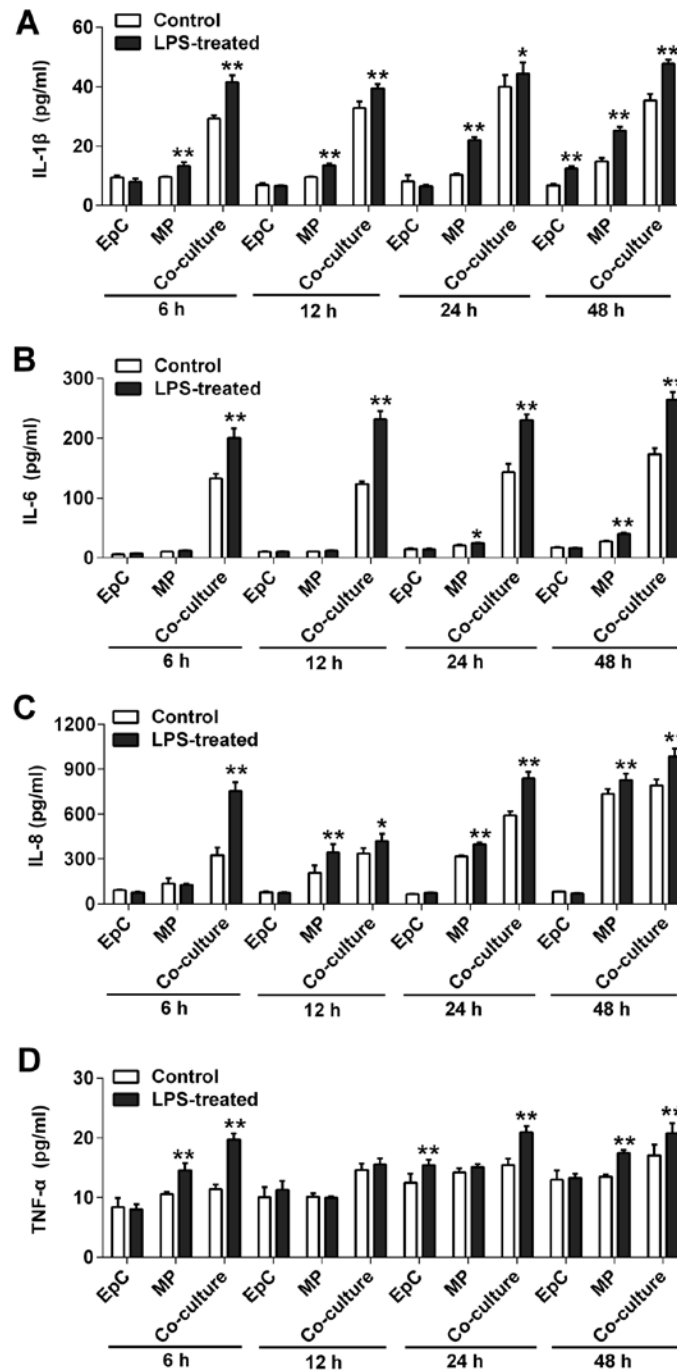 A
Control
LPS-treated
IL-1β (pg/ml)
60
40
20
0
** ** ** ** * ** ** **
EpC MP Co-culture EpC MP Co-culture EpC MP Co-culture EpC MP Co-culture
6 h 12 h 24 h 48 h
B
Control
LPS-treated
IL-6 (pg/ml)
300
200
100
0
** ** * ** ** **
EpC MP Co-culture EpC MP Co-culture EpC MP Co-culture EpC MP Co-culture
6 h 12 h 24 h 48 h
C
Control
LPS-treated
IL-8 (pg/ml)
1200
900
600
300
0
** ** * ** ** ** **
EpC MP Co-culture EpC MP Co-culture EpC MP Co-culture EpC MP Co-culture
6 h 12 h 24 h 48 h
D
Control
LPS-treated
TNF-α (pg/ml)
30
20
10
0
** ** ** ** ** **
EpC MP Co-culture EpC MP Co-culture EpC MP Co-culture EpC MP Co-culture
6 h 12 h 24 h 48 h